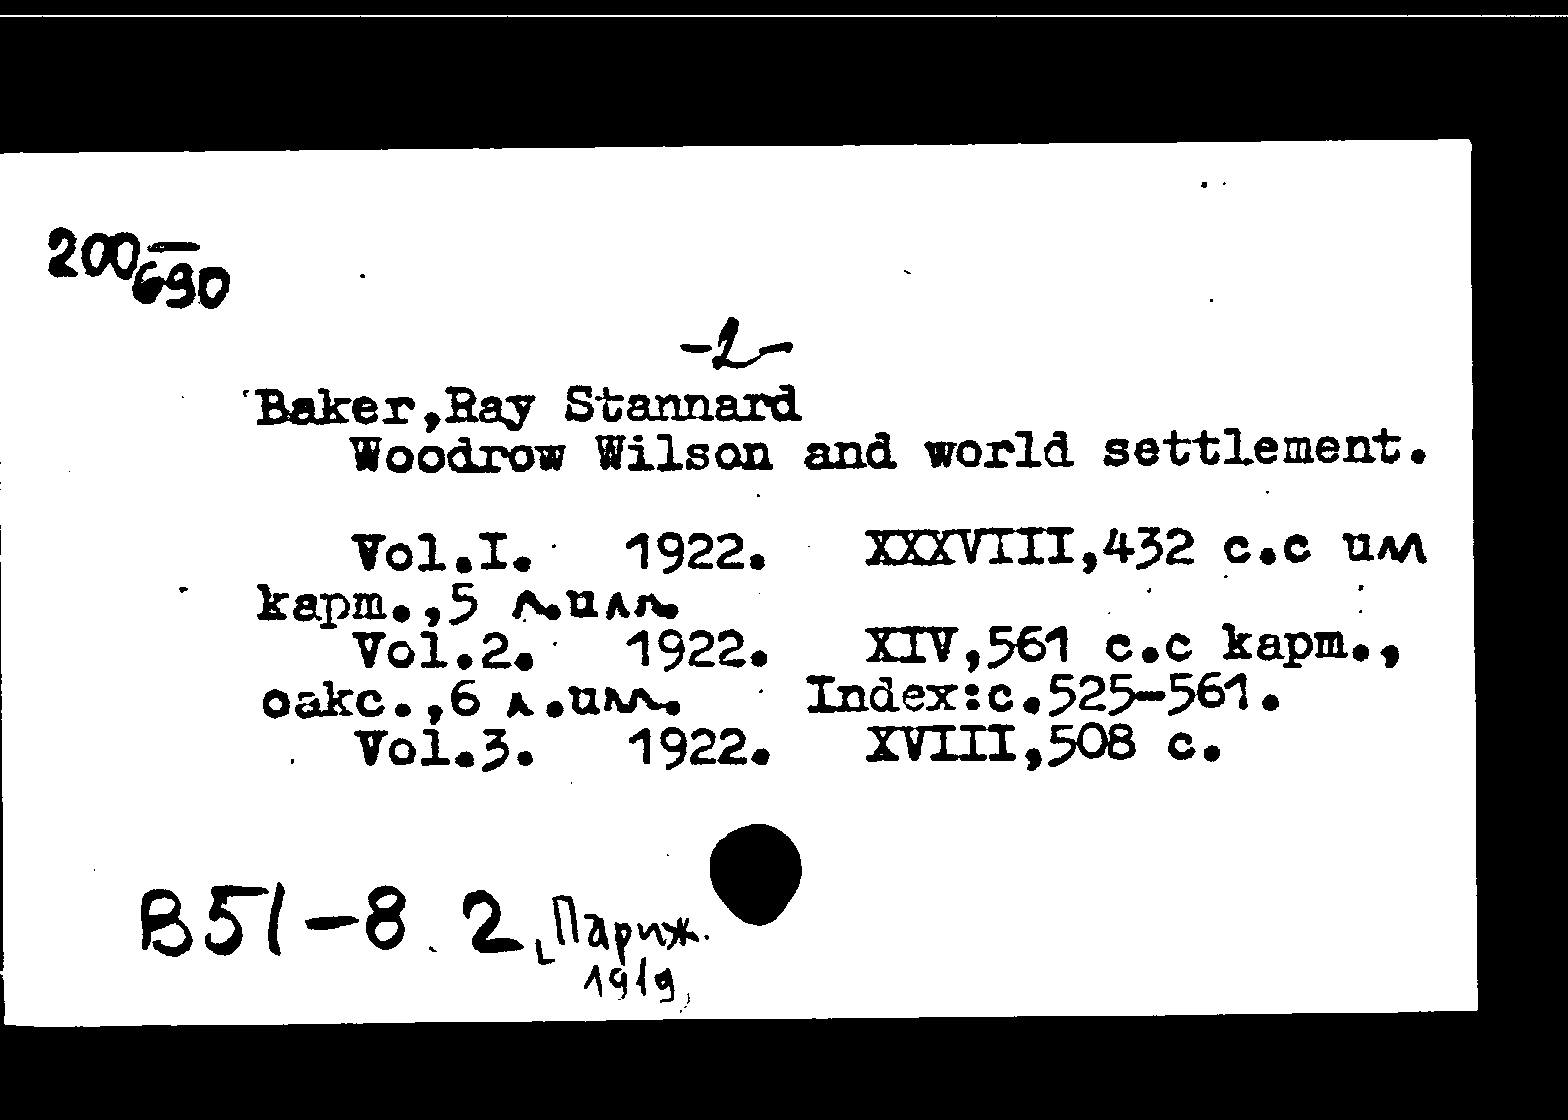 200
690
-2-
Baker,Ray Stannard
Woodrow Wilson and world settlement.
Vol.I. 1922. XXXVIII,432 с.с ил
карт.,5 л.илл.
Vol.2. 1922. XIV,561 с.с карт.,
факс.,6 л.илл. Index:с.525-561.
Vol.3. 1922. XVIII,508 с.
B51-8 2
Париж.
1919